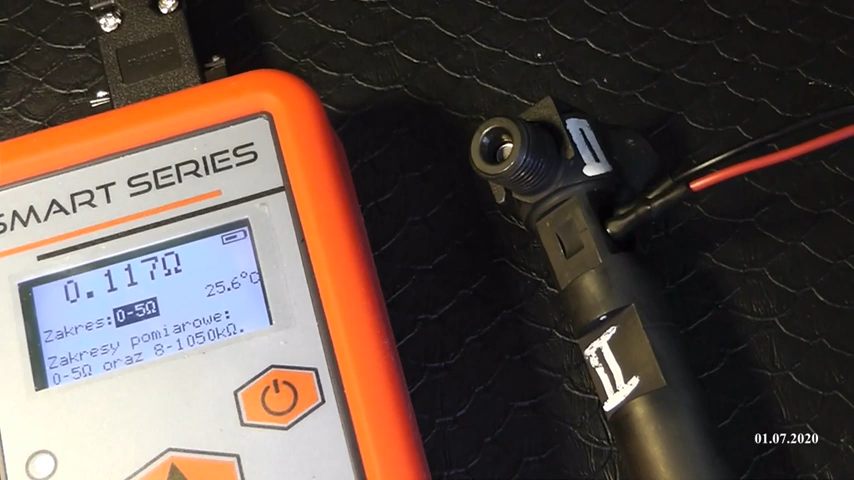 SMART SERIES
0.117Ω
25.6°C
Zakres: 0-5Ω
Zakresy pomiarowe:
0-5Ω oraz 8-1050kΩ.
II
01.07.2020